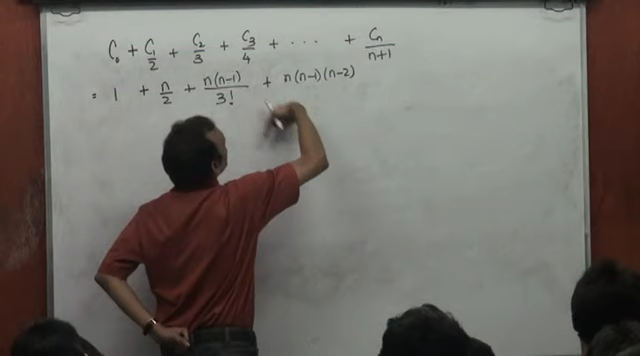 C₀ + C₁/2 + C₂/3 + C₃/4 + ... + Cₙ/n+1
= 1 + n/2 + n(n-1)/3! + n(n-1)(n-2)